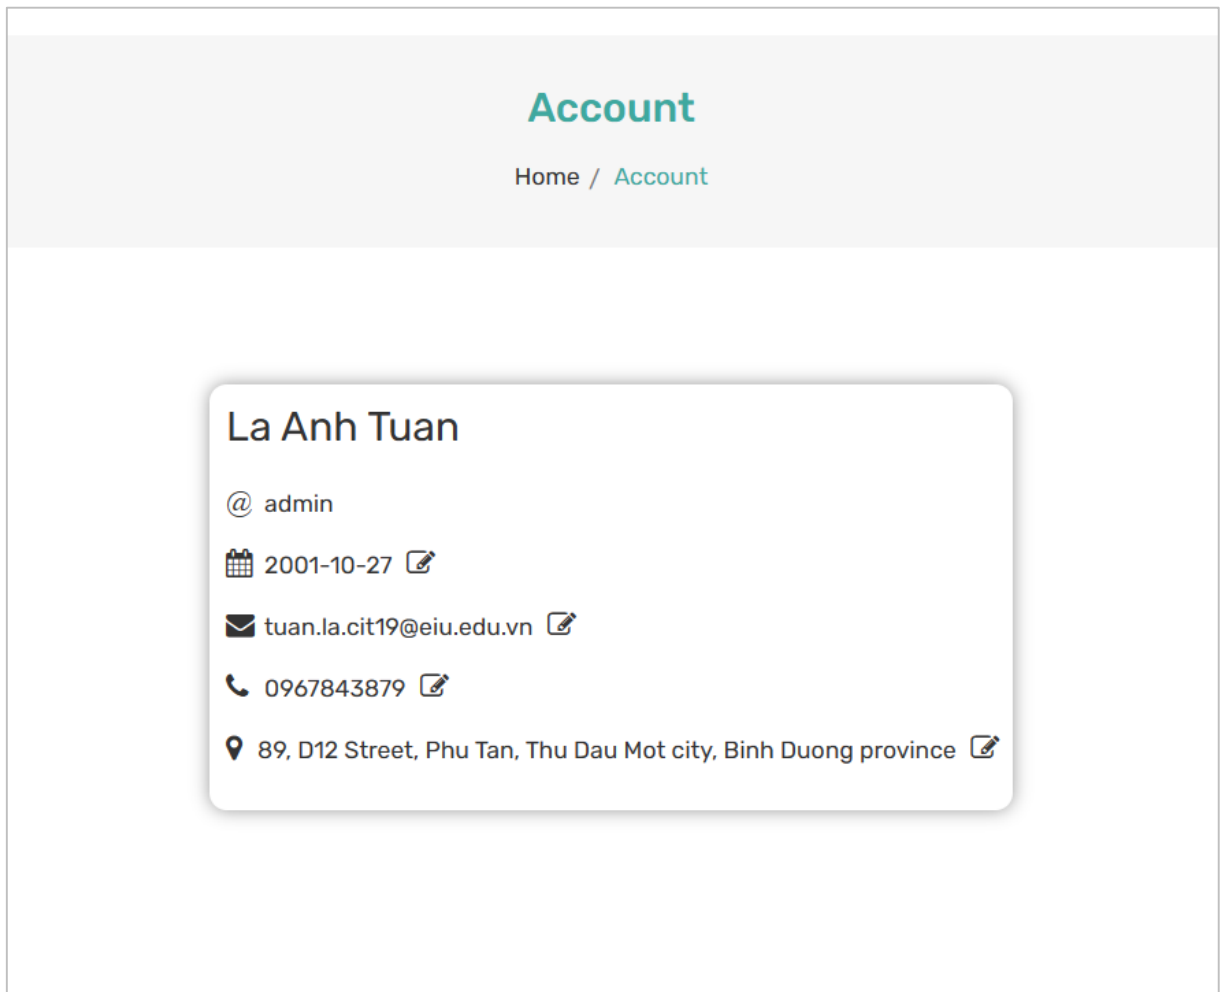 Account
Home / Account
La Anh Tuan
@ admin
2001-10-27
tuan.la.cit19@eiu.edu.vn
0967843879
89, D12 Street, Phu Tan, Thu Dau Mot city, Binh Duong province